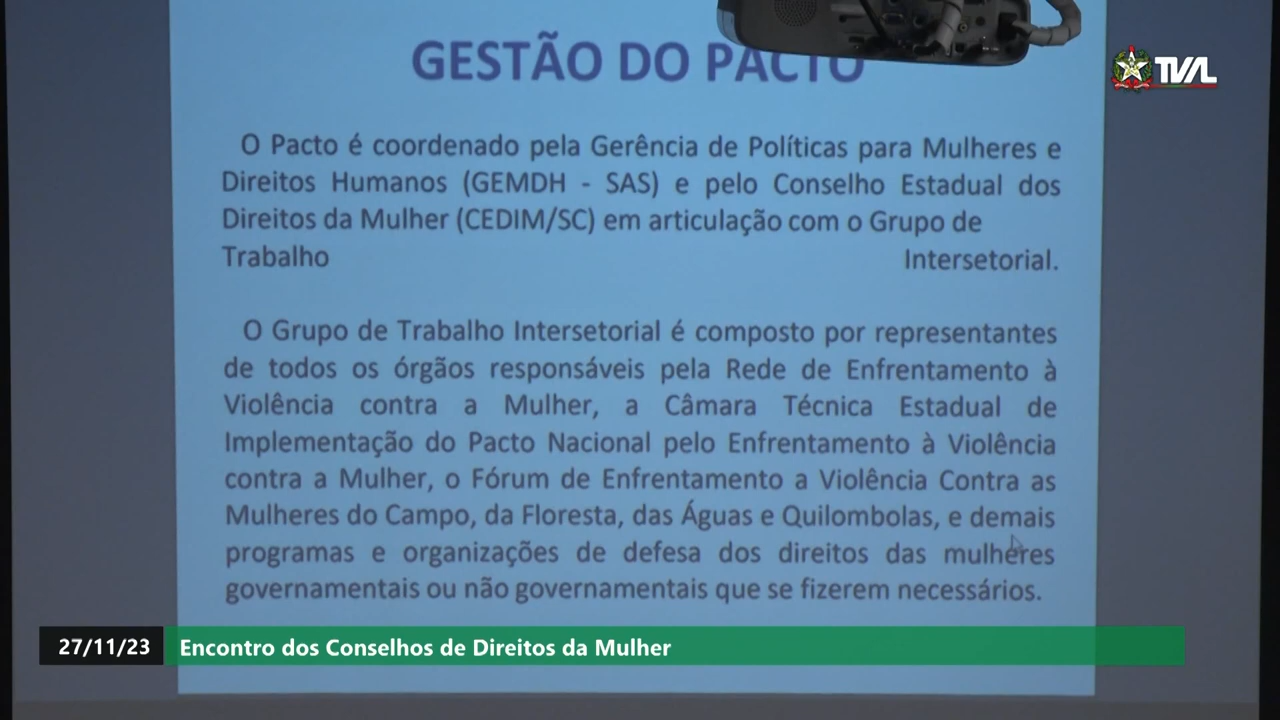 GESTÃO DO PACTO
TVAL
O Pacto é coordenado pela Gerência de Políticas para Mulheres e
Direitos Humanos (GEMDH - SAS) e pelo Conselho Estadual dos
Direitos da Mulher (CEDIM/SC) em articulação com o Grupo de
Trabalho Intersetorial.
O Grupo de Trabalho Intersetorial é composto por representantes
de todos os órgãos responsáveis pela Rede de Enfrentamento à
Violência contra a Mulher, a Câmara Técnica Estadual de
Implementação do Pacto Nacional pelo Enfrentamento à Violência
contra a Mulher, o Fórum de Enfrentamento a Violência Contra as
Mulheres do Campo, da Floresta, das Águas e Quilombolas, e demais
programas e organizações de defesa dos direitos das mulheres
governamentais ou não governamentais que se fizerem necessários.
27/11/23 Encontro dos Conselhos de Direitos da Mulher